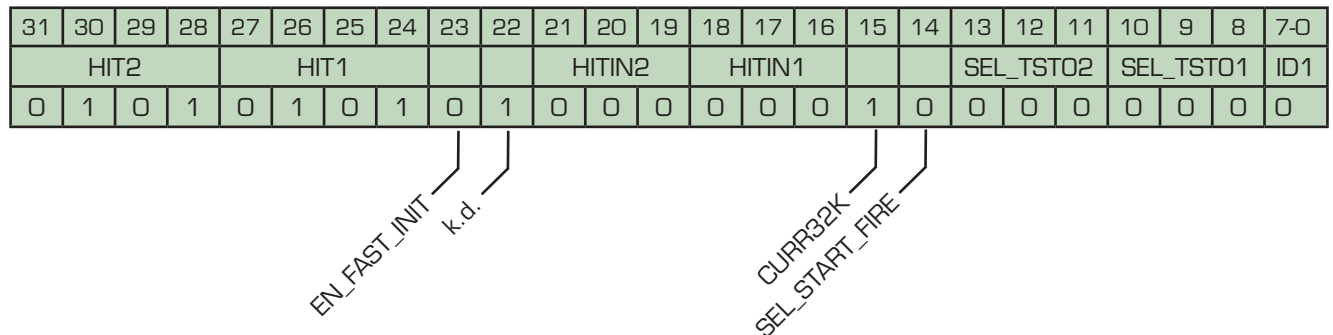 31 30 29 28 27 26 25 24 23 22 21 20 19 18 17 16 15 14 13 12 11 10 9 8 7-0
HIT2 HIT1 HITIN2 HITIN1 SEL_TSTO2 SEL_TSTO1 ID1
0 1 0 1 0 1 0 1 0 1 0 0 0 0 0 0 1 0 0 0 0 0 0 0 0
EN_FAST_INIT
k.d.
CURR32K
SEL_START_FIRE